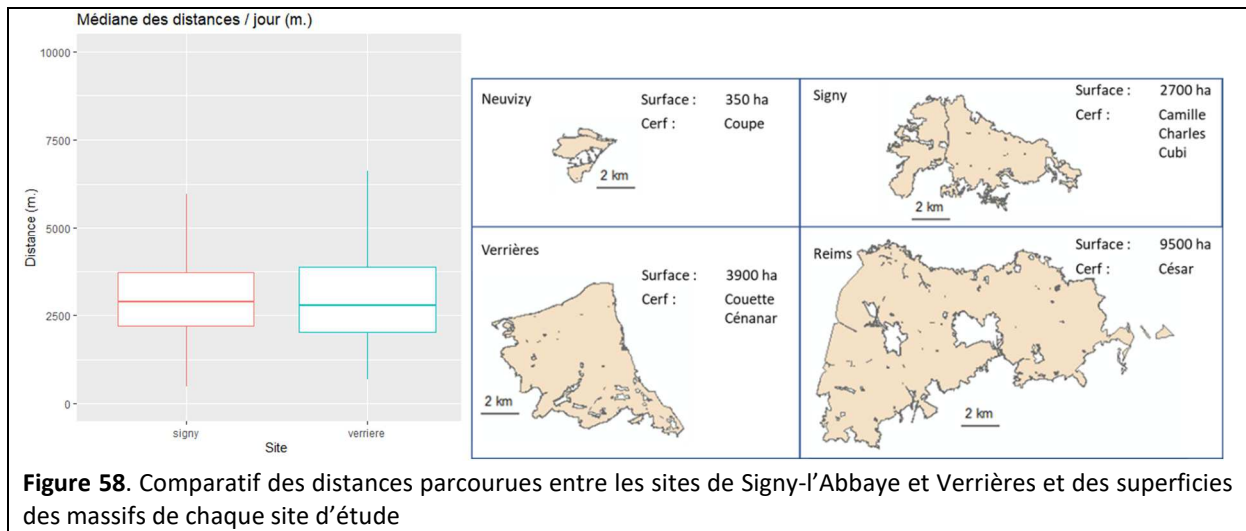 Médiane des distances / jour (m.)
10000
7500
5000
2500
0
Distance (m.)
signy
verriere
Site
Neuvizy
Surface : 350 ha
Cerf : Coupe
2 km
Signy
Surface : 2700 ha
Cerf : Camille
Charles
Cubi
2 km
Verrières
Surface : 3900 ha
Cerf : Couette
Cénanar
2 km
Reims
Surface : 9500 ha
Cerf : César
2 km
Figure 58. Comparatif des distances parcourues entre les sites de Signy-l’Abbaye et Verrières et des superficies
des massifs de chaque site d’étude